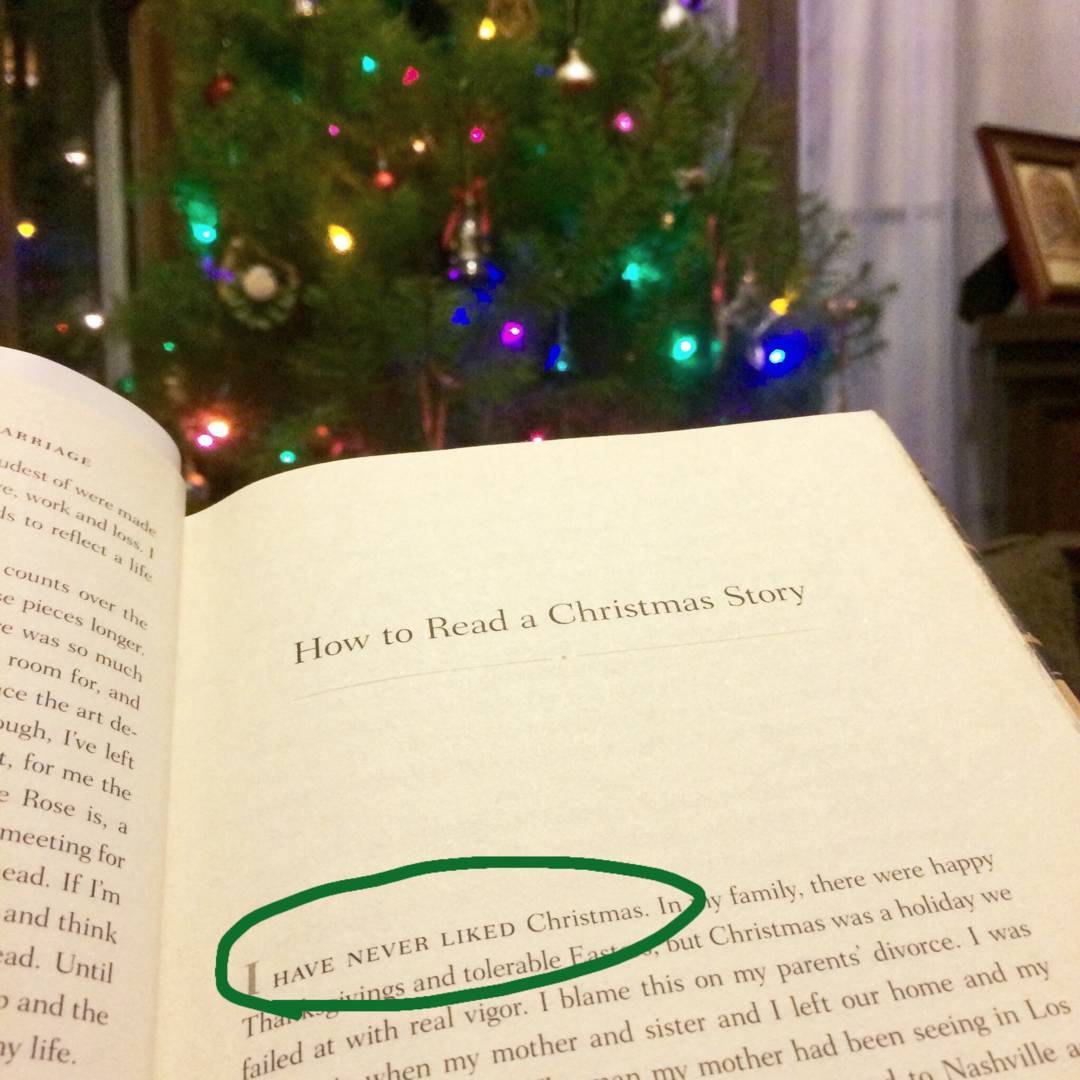 ARRIAGE
udest of were made
e, work and loss. I
ds to reflect a life
counts over the
se pieces longer.
re was so much
room for, and
ce the art de-
ough, I've left
t, for me the
e Rose is, a
meeting for
ead. If I'm
and think
ead. Until
p and the
my life.
How to Read a Christmas Story
I HAVE NEVER LIKED Christmas. In my family, there were happy
Thanksgivings and tolerable Easters, but Christmas was a holiday we
failed at with real vigor. I blame this on my parents' divorce. I was
when my mother and sister and I left our home and my
man my mother had been seeing in Los
to Nashville